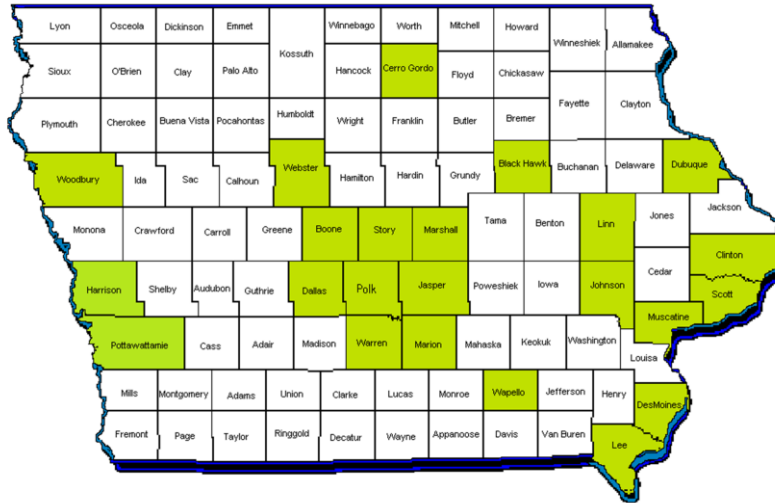 Lyon Osceola Dickinson Emmet Winnebago Worth Mitchell Howard
Kossuth Winneshiek Allamakee
Sioux O'Brien Clay Palo Alto Hancock Cerro Gordo Floyd Chickasaw
Plymouth Cherokee Buena Vista Pocahontas Humboldt Wright Franklin Butler Bremer Fayette Clayton
Woodbury Ida Sac Calhoun Webster Hamilton Hardin Grundy Black Hawk Buchanan Delaware Dubuque
Monona Crawford Carroll Greene Boone Story Marshall Tama Benton Linn Jones Jackson
Clinton
Harrison Shelby Audubon Guthrie Dallas Polk Jasper Poweshiek Iowa Johnson Cedar Scott
Muscatine
Pottawattamie Cass Adair Madison Warren Marion Mahaska Keokuk Washington Louisa
Mills Montgomery Adams Union Clarke Lucas Monroe Wapello Jefferson Henry DesMoines
Fremont Page Taylor Ringgold Decatur Wayne Appanoose Davis Van Buren Lee